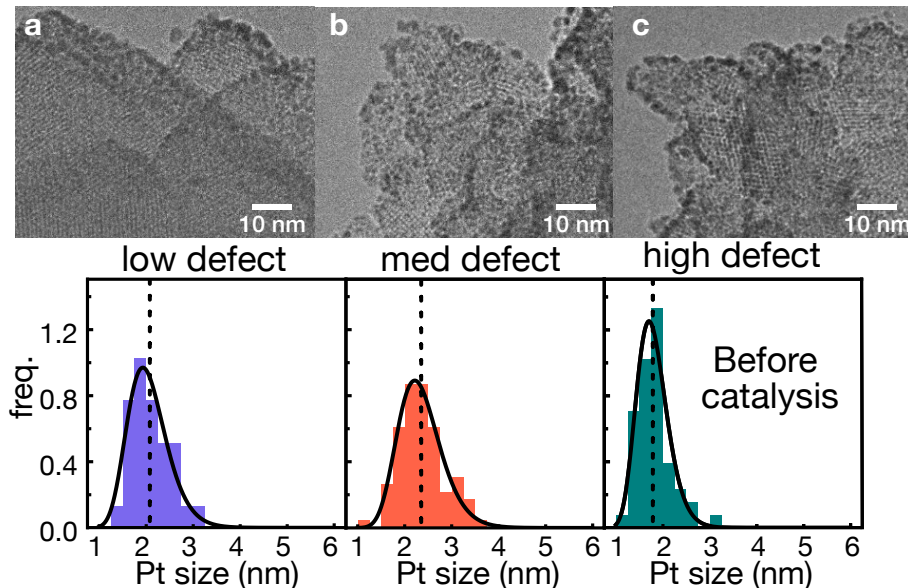 a b c
10 nm 10 nm 10 nm
low defect med defect high defect
freq.
1.2
0.8
0.4
0.0
Before
catalysis
1 2 3 4 5 6 1 2 3 4 5 6 1 2 3 4 5 6
Pt size (nm) Pt size (nm) Pt size (nm)